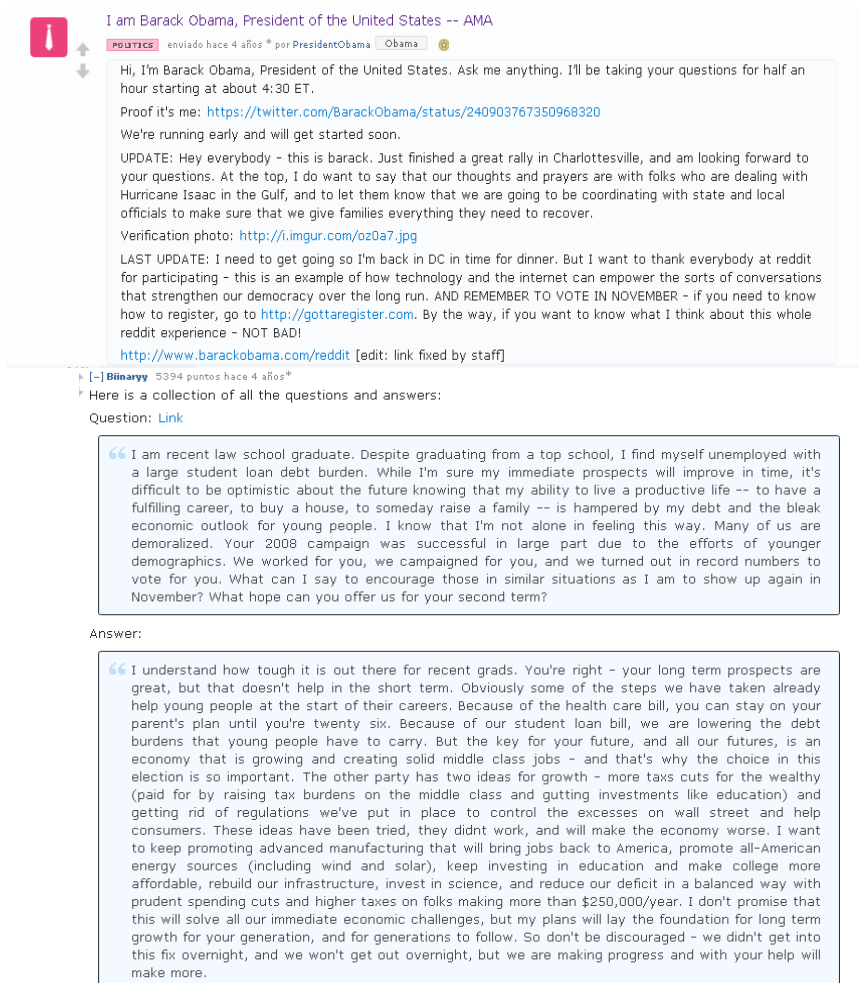 I am Barack Obama, President of the United States -- AMA
POLITICS enviado hace 4 años * por PresidentObama Obama
Hi, I'm Barack Obama, President of the United States. Ask me anything. I'll be taking your questions for half an
hour starting at about 4:30 ET.
Proof it's me: https://twitter.com/BarackObama/status/240903767350968320
We're running early and will get started soon.
UPDATE: Hey everybody - this is barack. Just finished a great rally in Charlottesville, and am looking forward to
your questions. At the top, I do want to say that our thoughts and prayers are with folks who are dealing with
Hurricane Isaac in the Gulf, and to let them know that we are going to be coordinating with state and local
officials to make sure that we give families everything they need to recover.
Verification photo: http://i.imgur.com/oz0a7.jpg
LAST UPDATE: I need to get going so I'm back in DC in time for dinner. But I want to thank everybody at reddit
for participating - this is an example of how technology and the internet can empower the sorts of conversations
that strengthen our democracy over the long run. AND REMEMBER TO VOTE IN NOVEMBER - if you need to know
how to register, go to http://gottaregister.com. By the way, if you want to know what I think about this whole
reddit experience - NOT BAD!
http://www.barackobama.com/reddit [edit: link fixed by staff]
[-] Biinaryy 5394 puntos hace 4 años*
Here is a collection of all the questions and answers:
Question: Link
I am recent law school graduate. Despite graduating from a top school, I find myself unemployed with
a large student loan debt burden. While I'm sure my immediate prospects will improve in time, it's
difficult to be optimistic about the future knowing that my ability to live a productive life -- to have a
fulfilling career, to buy a house, to someday raise a family -- is hampered by my debt and the bleak
economic outlook for young people. I know that I'm not alone in feeling this way. Many of us are
demoralized. Your 2008 campaign was successful in large part due to the efforts of younger
demographics. We worked for you, we campaigned for you, and we turned out in record numbers to
vote for you. What can I say to encourage those in similar situations as I am to show up again in
November? What hope can you offer us for your second term?
Answer:
I understand how tough it is out there for recent grads. You're right - your long term prospects are
great, but that doesn't help in the short term. Obviously some of the steps we have taken already
help young people at the start of their careers. Because of the health care bill, you can stay on your
parent's plan until you're twenty six. Because of our student loan bill, we are lowering the debt
burdens that young people have to carry. But the key for your future, and all our futures, is an
economy that is growing and creating solid middle class jobs - and that's why the choice in this
election is so important. The other party has two ideas for growth - more taxs cuts for the wealthy
(paid for by raising tax burdens on the middle class and gutting investments like education) and
getting rid of regulations we've put in place to control the excesses on wall street and help
consumers. These ideas have been tried, they didnt work, and will make the economy worse. I want
to keep promoting advanced manufacturing that will bring jobs back to America, promote all-American
energy sources (including wind and solar), keep investing in education and make college more
affordable, rebuild our infrastructure, invest in science, and reduce our deficit in a balanced way with
prudent spending cuts and higher taxes on folks making more than $250,000/year. I don't promise that
this will solve all our immediate economic challenges, but my plans will lay the foundation for long term
growth for your generation, and for generations to follow. So don't be discouraged - we didn't get into
this fix overnight, and we won't get out overnight, but we are making progress and with your help will
make more.